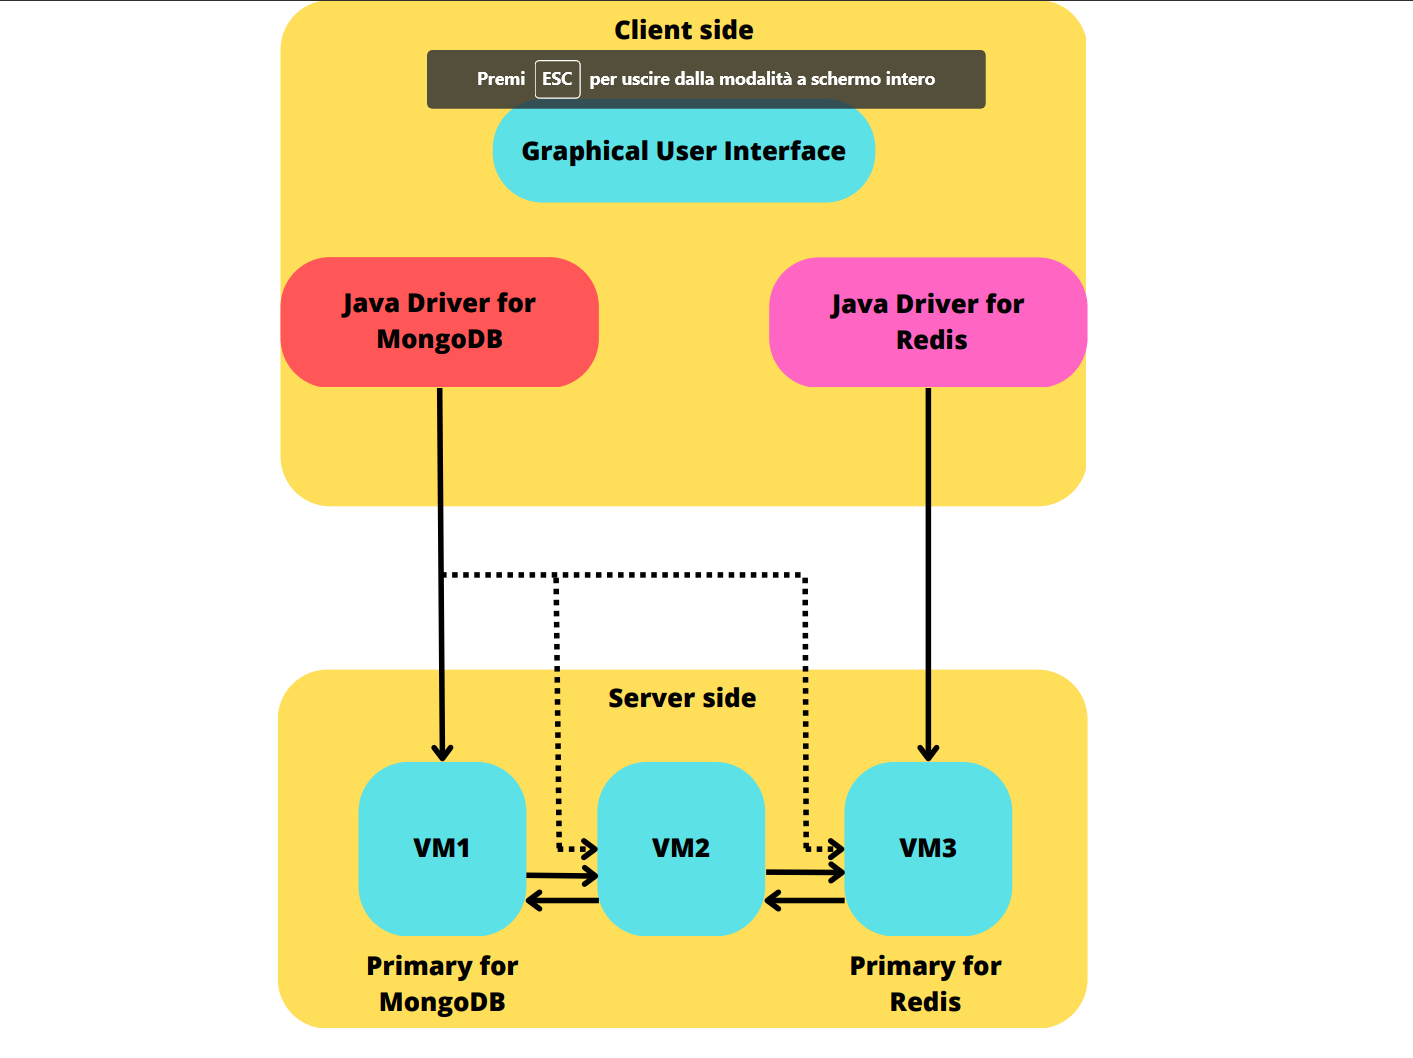 Client side
Premi ESC per uscire dalla modalità a schermo intero
Graphical User Interface
Java Driver for
MongoDB
Java Driver for
Redis
Server side
VM1
VM2
VM3
Primary for
MongoDB
Primary for
Redis